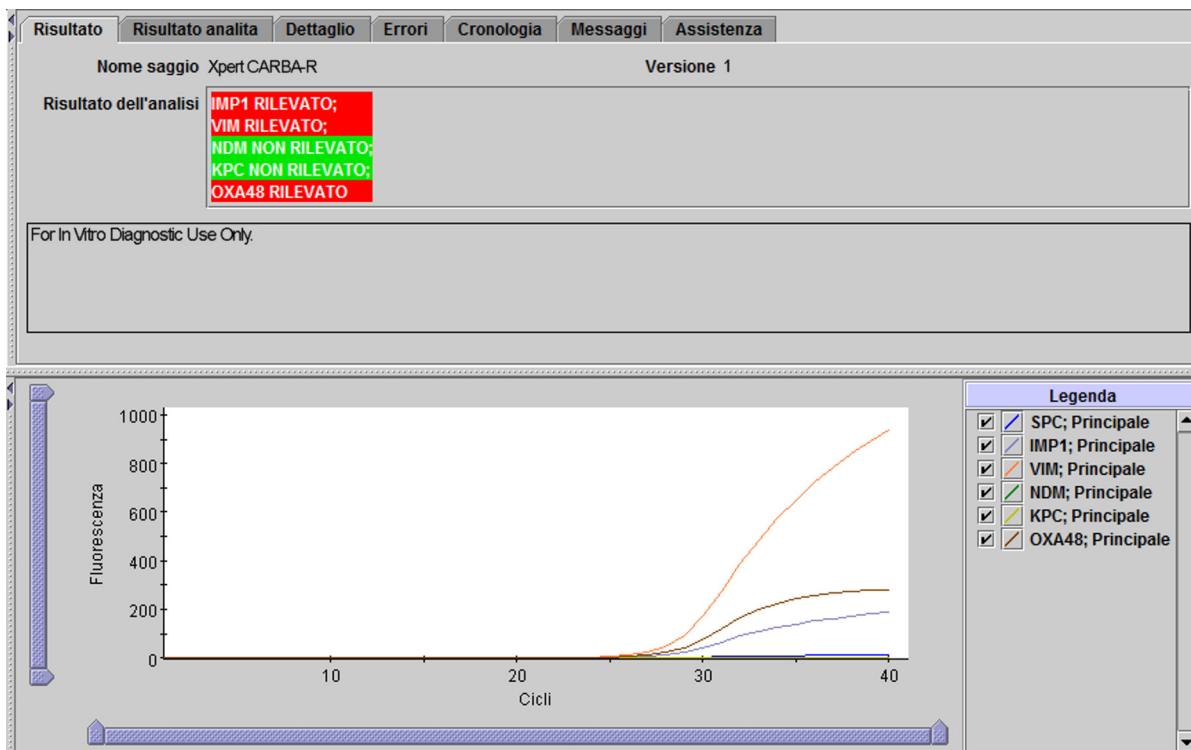 Risultato Risultato analita Dettaglio Errori Cronologia Messaggi Assistenza
Nome saggio Xpert CARBA-R Versione 1
Risultato dell'analisi IMP1 RILEVATO;
VIM RILEVATO;
NDM NON RILEVATO;
KPC NON RILEVATO;
OXA48 RILEVATO
For In Vitro Diagnostic Use Only.
1000
800
600
400
200
0
Fluorescenza
10 20 30 40
Cicli
Legenda
SPC; Principale
IMP1; Principale
VIM; Principale
NDM; Principale
KPC; Principale
OXA48; Principale